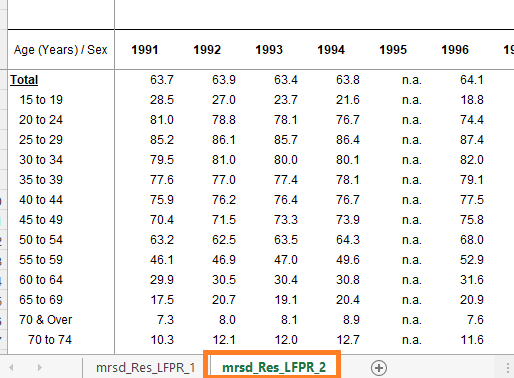 Age (Years) / Sex 1991 1992 1993 1994 1995 1996 19
Total 63.7 63.9 63.4 63.8 n.a. 64.1
15 to 19 28.5 27.0 23.7 21.6 n.a. 18.8
20 to 24 81.0 78.8 78.1 76.7 n.a. 74.4
25 to 29 85.2 86.1 85.7 86.4 n.a. 87.4
30 to 34 79.5 81.0 80.0 80.1 n.a. 82.0
35 to 39 77.6 77.0 77.4 78.1 n.a. 79.1
40 to 44 75.9 76.2 76.4 76.7 n.a. 77.5
45 to 49 70.4 71.5 73.3 73.9 n.a. 75.8
50 to 54 63.2 62.5 63.5 64.3 n.a. 68.0
55 to 59 46.1 46.9 47.0 49.6 n.a. 52.9
60 to 64 29.9 30.5 30.4 30.8 n.a. 31.6
65 to 69 17.5 20.7 19.1 20.4 n.a. 20.9
70 & Over 7.3 8.0 8.1 8.9 n.a. 7.6
70 to 74 10.3 12.1 12.0 12.7 n.a. 11.6
mrsd_Res_LFPR_1 mrsd_Res_LFPR_2